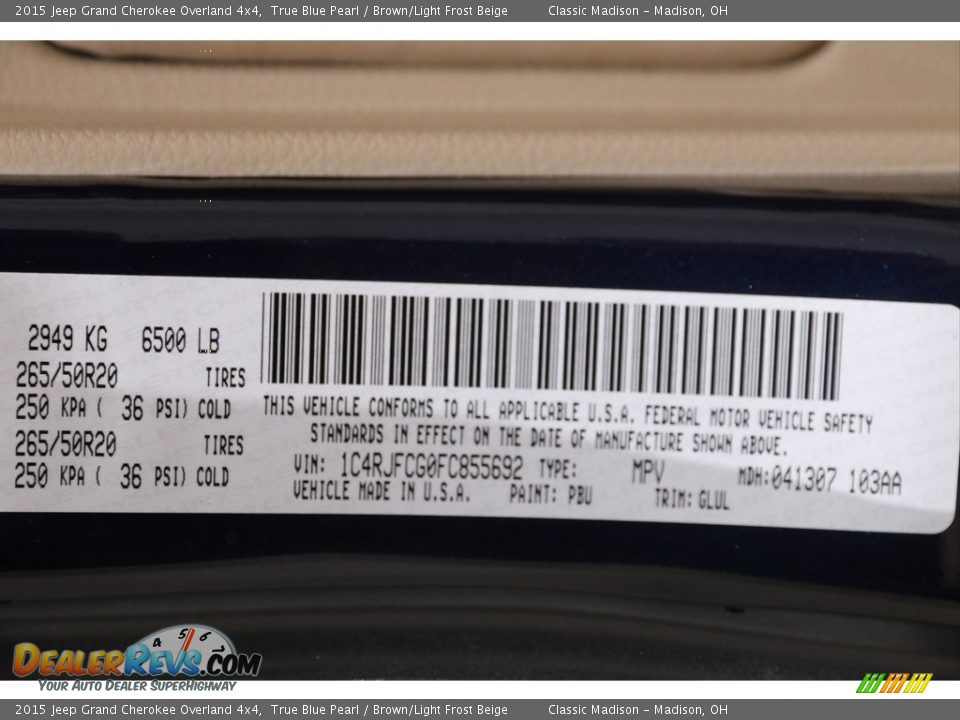 2015 Jeep Grand Cherokee Overland 4x4, True Blue Pearl / Brown/Light Frost Beige Classic Madison – Madison, OH
2949 KG 6500 LB
265/50R20 TIRES
250 KPA ( 36 PSI) COLD
265/50R20 TIRES
250 KPA ( 36 PSI) COLD
THIS VEHICLE CONFORMS TO ALL APPLICABLE U.S.A. FEDERAL MOTOR VEHICLE SAFETY
STANDARDS IN EFFECT ON THE DATE OF MANUFACTURE SHOWN ABOVE.
VIN: 1C4RJFCG0FC855692 TYPE: MPV MDH:041307 103AA
VEHICLE MADE IN U.S.A. PAINT: PBU TRIM: GLUL
4 5 6
DealerRevs.com
Your Auto Dealer SuperHighway
2015 Jeep Grand Cherokee Overland 4x4, True Blue Pearl / Brown/Light Frost Beige Classic Madison – Madison, OH